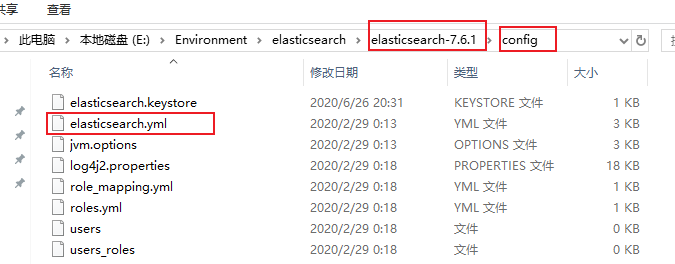 共享 查看
此电脑 › 本地磁盘 (E:) › Environment › elasticsearch › elasticsearch-7.6.1 › config
名称 修改日期 类型 大小
elasticsearch.keystore 2020/6/26 20:31 KEYSTORE 文件 1 KB
elasticsearch.yml 2020/2/29 0:13 YML 文件 3 KB
jvm.options 2020/2/29 0:13 OPTIONS 文件 3 KB
log4j2.properties 2020/2/29 0:18 PROPERTIES 文件 18 KB
role_mapping.yml 2020/2/29 0:18 YML 文件 1 KB
roles.yml 2020/2/29 0:18 YML 文件 1 KB
users 2020/2/29 0:18 文件 0 KB
users_roles 2020/2/29 0:18 文件 0 KB